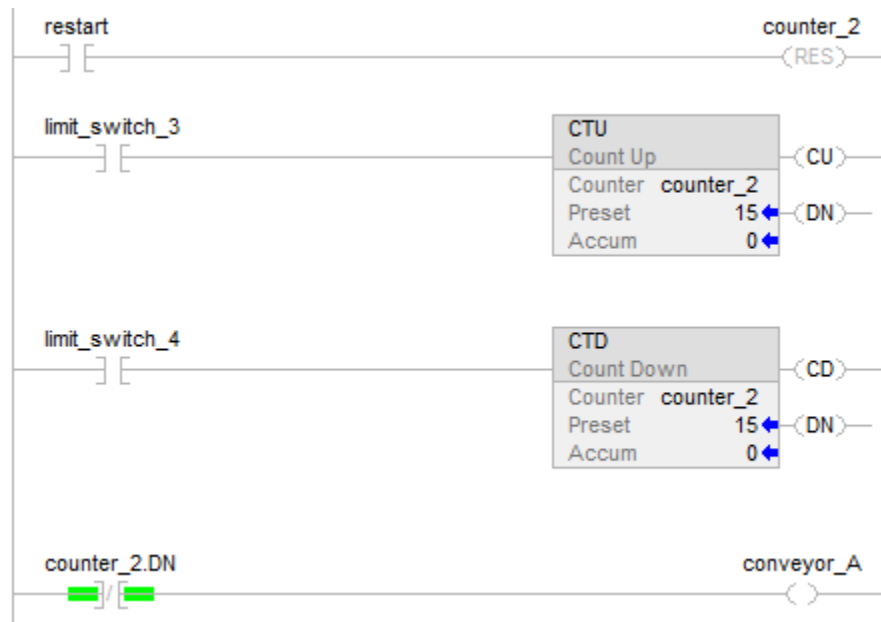 restart
counter_2
RES
limit_switch_3
CTU
Count Up
CU
Counter counter_2
Preset 15
DN
Accum 0
limit_switch_4
CTD
Count Down
CD
Counter counter_2
Preset 15
DN
Accum 0
counter_2.DN
conveyor_A